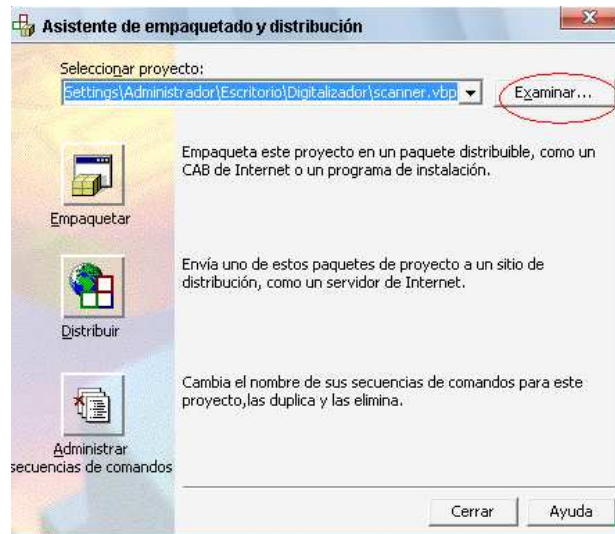 Asistente de empaquetado y distribución
Seleccionar proyecto:
Settings\Administrador\Escritorio\Digitalizador\scanner.vbp
Examinar...
Empaqueta este proyecto en un paquete distribuible, como un
CAB de Internet o un programa de instalación.
Empaquetar
Envía uno de estos paquetes de proyecto a un sitio de
distribución, como un servidor de Internet.
Distribuir
Cambia el nombre de sus secuencias de comandos para este
proyecto,las duplica y las elimina.
Administrar
secuencias de comandos
Cerrar
Ayuda